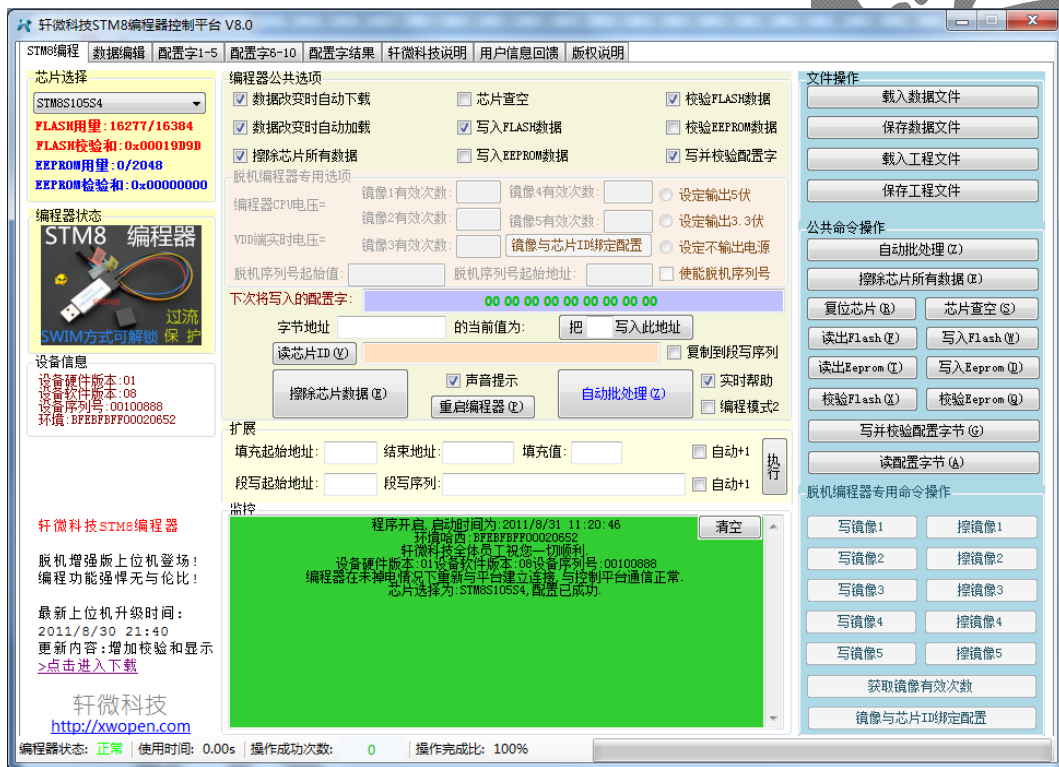 轩微科技STM8编程器控制平台 V8.0
STM8编程 数据编辑 配置字1-5 配置字6-10 配置字结果 轩微科技说明 用户信息回馈 版权说明
芯片选择
STM8S105S4
FLASH用量:16277/16384
FLASH校验和:0x00019D9D
EEPROM用量:0/2048
EEPROM检验和:0x00000000
编程器状态
STM8 编程器
过流
SWIM方式可解锁 保 护
设备信息
设备硬件版本:01
设备软件版本:08
设备序列号:00100888
环境:BFEBFBFF00020652
轩微科技STM8编程器
脱机增强版上位机登场!
编程功能强悍无与伦比!
最新上位机升级时间:
2011/8/30 21:40
更新内容:增加校验和显示
>点击进入下载
轩微科技
http://xwopen.com
编程器公共选项
数据改变时自动下载 芯片查空 校验FLASH数据
数据改变时自动加载 写入FLASH数据 校验EEPROM数据
擦除芯片所有数据 写入EEPROM数据 写并校验配置字
脱机编程器专用选项
编程器CPU电压= 镜像1有效次数: 镜像4有效次数: 设定输出5伏
镜像2有效次数: 镜像5有效次数: 设定输出3.3伏
VDD端实时电压= 镜像3有效次数: 镜像与芯片ID绑定配置 设定不输出电源
脱机序列号起始值: 脱机序列号起始地址: 使能脱机序列号
下次将写入的配置字: 00 00 00 00 00 00 00 00 00 00
字节地址 的当前值为: 把 写入此地址
读芯片ID(V) 复制到段写序列
擦除芯片数据(E) 声音提示 自动批处理(Z) 实时帮助
重启编程器(P) 编程模式2
扩展
填充起始地址: 结束地址: 填充值: 自动+1 执行
段写起始地址: 段写序列: 自动+1
监控
清空
程序开启,启动时间为:2011/8/31 11:20:46
环境哈西:BFEBFBFF00020652
轩微科技全体员工祝您一切顺利.
设备硬件版本:01设备软件版本:08设备序列号:00100888
编程器在未掉电情况下重新与平台建立连接,与控制平台通信正常.
芯片选择为:STM8S105S4,配置已成功.
文件操作
载入数据文件
保存数据文件
载入工程文件
保存工程文件
公共命令操作
自动批处理(Z)
擦除芯片所有数据(E)
复位芯片(R) 芯片查空(S)
读出Flash(F) 写入Flash(W)
读出Eeprom(T) 写入Eeprom(D)
校验Flash(X) 校验Eeprom(Q)
写并校验配置字节(G)
读配置字节(A)
脱机编程器专用命令操作
写镜像1 擦镜像1
写镜像2 擦镜像2
写镜像3 擦镜像3
写镜像4 擦镜像4
写镜像5 擦镜像5
获取镜像有效次数
镜像与芯片ID绑定配置
编程器状态: 正常 使用时间: 0.00s 操作成功次数: 0 操作完成比: 100%